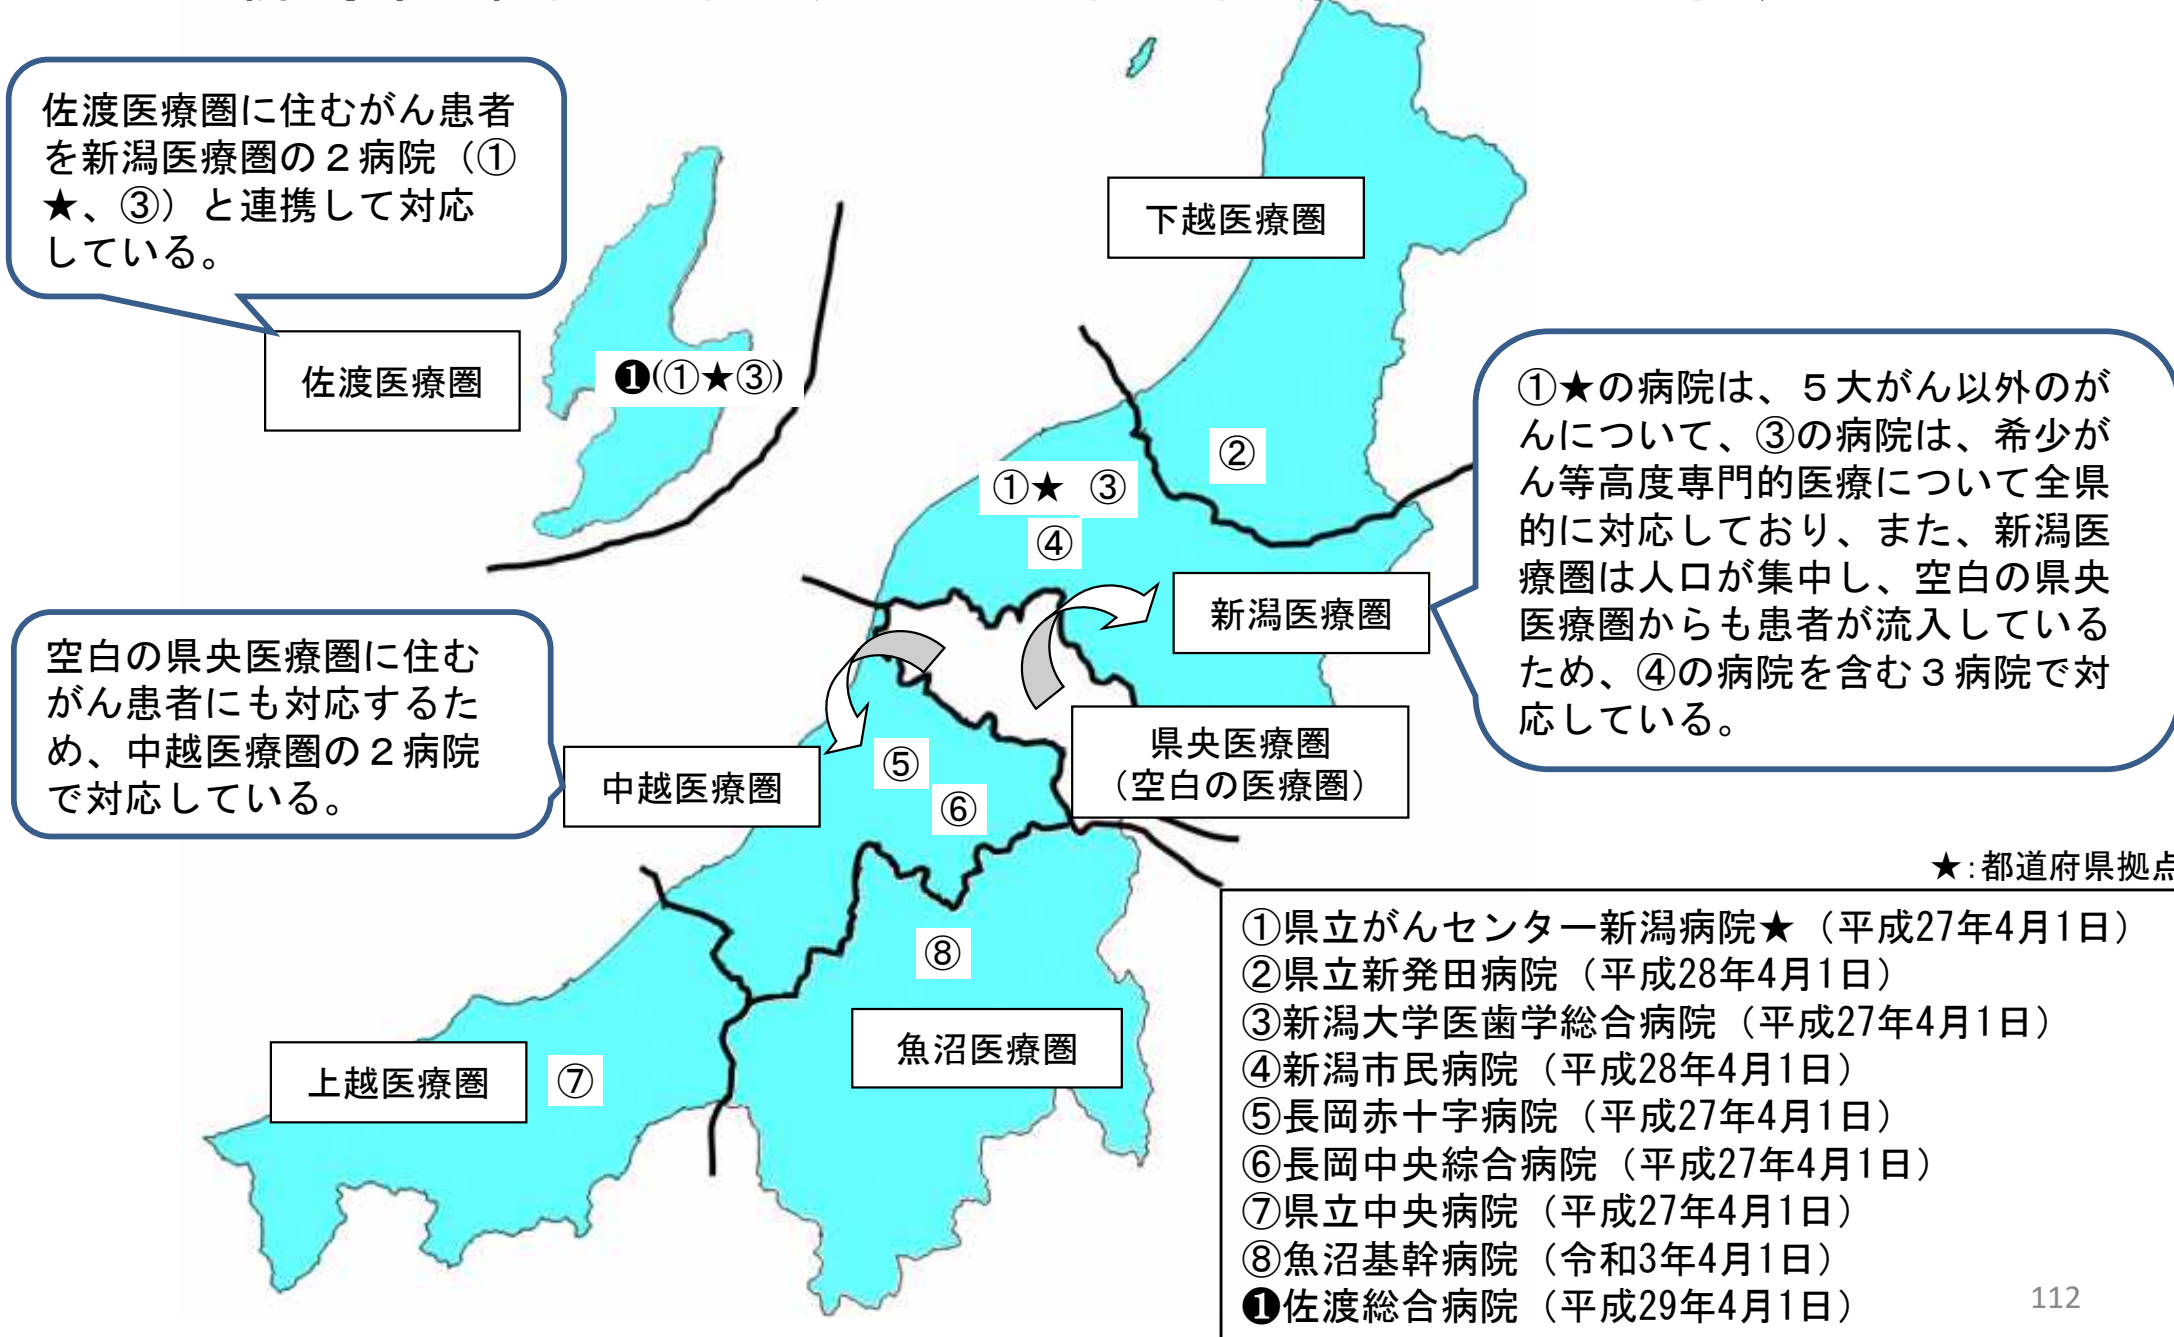 佐渡医療圏に住むがん患者
を新潟医療圏の２病院（①
★、③）と連携して対応
している。
下越医療圏
佐渡医療圏
❶(①★③)
②
①★ ③
④
①★の病院は、５大がん以外のが
んについて、③の病院は、希少が
ん等高度専門的医療について全県
的に対応しており、また、新潟医
療圏は人口が集中し、空白の県央
医療圏からも患者が流入している
ため、④の病院を含む３病院で対
応している。
新潟医療圏
空白の県央医療圏に住む
がん患者にも対応するた
め、中越医療圏の２病院
で対応している。
中越医療圏
⑤
⑥
県央医療圏
（空白の医療圏）
★：都道府県拠点
⑧
魚沼医療圏
上越医療圏
⑦
①県立がんセンター新潟病院★（平成27年4月1日）
②県立新発田病院（平成28年4月1日）
③新潟大学医歯学総合病院（平成27年4月1日）
④新潟市民病院（平成28年4月1日）
⑤長岡赤十字病院（平成27年4月1日）
⑥長岡中央綜合病院（平成27年4月1日）
⑦県立中央病院（平成27年4月1日）
⑧魚沼基幹病院（令和3年4月1日）
❶佐渡総合病院（平成29年4月1日）
112